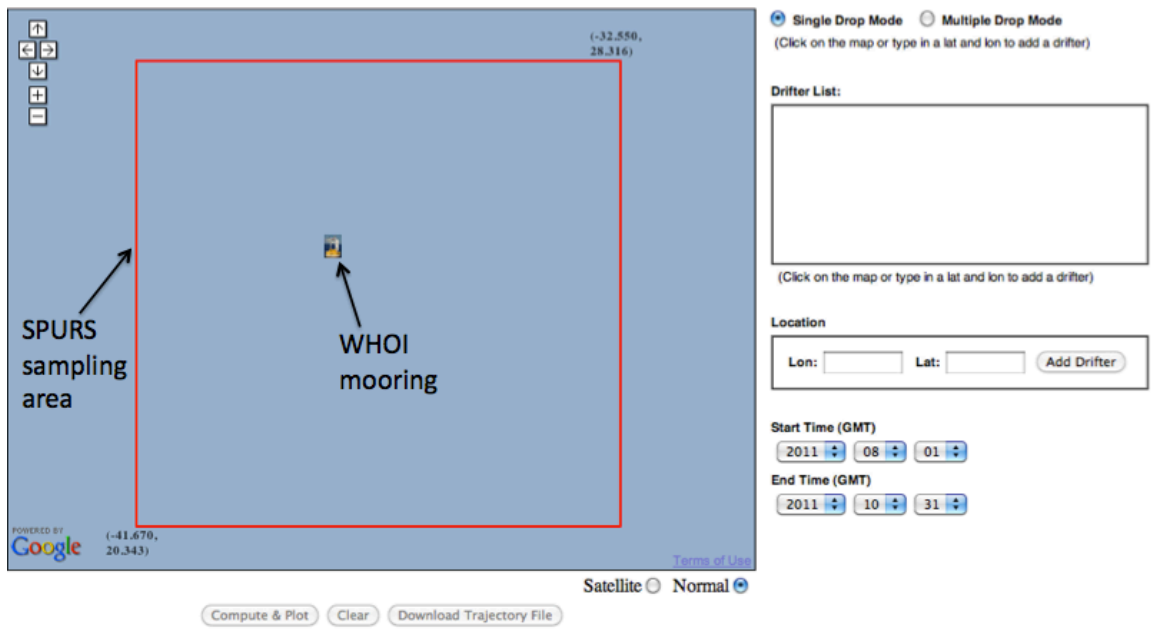 (-32.550,
28.316)
SPURS
sampling
area
WHOI
mooring
POWERED BY
Google
(-41.670,
20.343)
Terms of Use
Satellite Normal
Compute & Plot Clear Download Trajectory File
Single Drop Mode Multiple Drop Mode
(Click on the map or type in a lat and lon to add a drifter)
Drifter List:
(Click on the map or type in a lat and lon to add a drifter)
Location
Lon: Lat: Add Drifter
Start Time (GMT)
2011 08 01
End Time (GMT)
2011 10 31